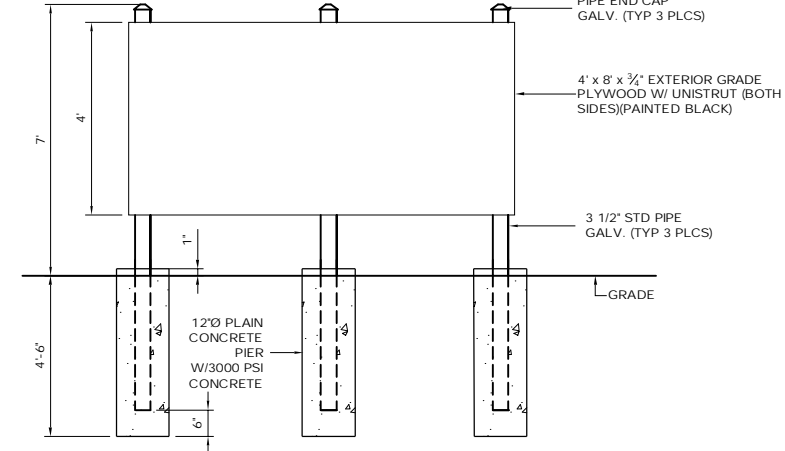 PIPE END CAP
GALV. (TYP 3 PLCS)
4' x 8' x ¾" EXTERIOR GRADE
PLYWOOD W/ UNISTRUT (BOTH
SIDES)(PAINTED BLACK)
7'
4'
3 1/2" STD PIPE
GALV. (TYP 3 PLCS)
1"
GRADE
12"Ø PLAIN
CONCRETE
PIER
W/3000 PSI
CONCRETE
4'-6"
6"